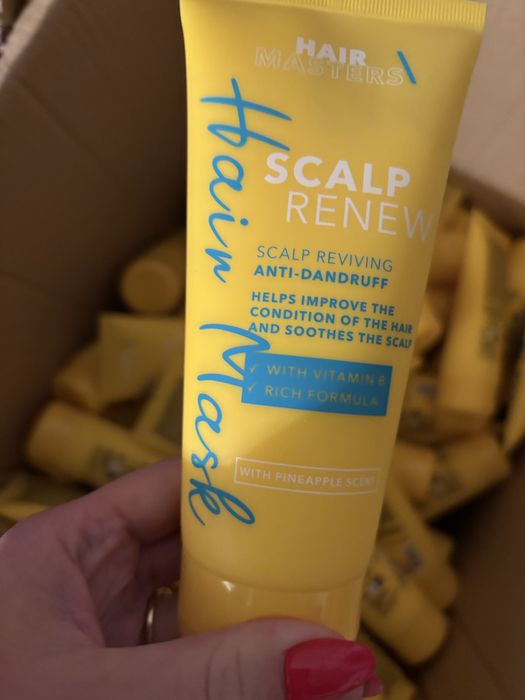 HAIR
MASTERS
Hair Mask
SCALP
RENEW
SCALP REVIVING
ANTI-DANDRUFF
HELPS IMPROVE THE
CONDITION OF THE HAIR
AND SOOTHES THE SCALP
✓ WITH VITAMIN B
✓ RICH FORMULA
WITH PINEAPPLE SCENT